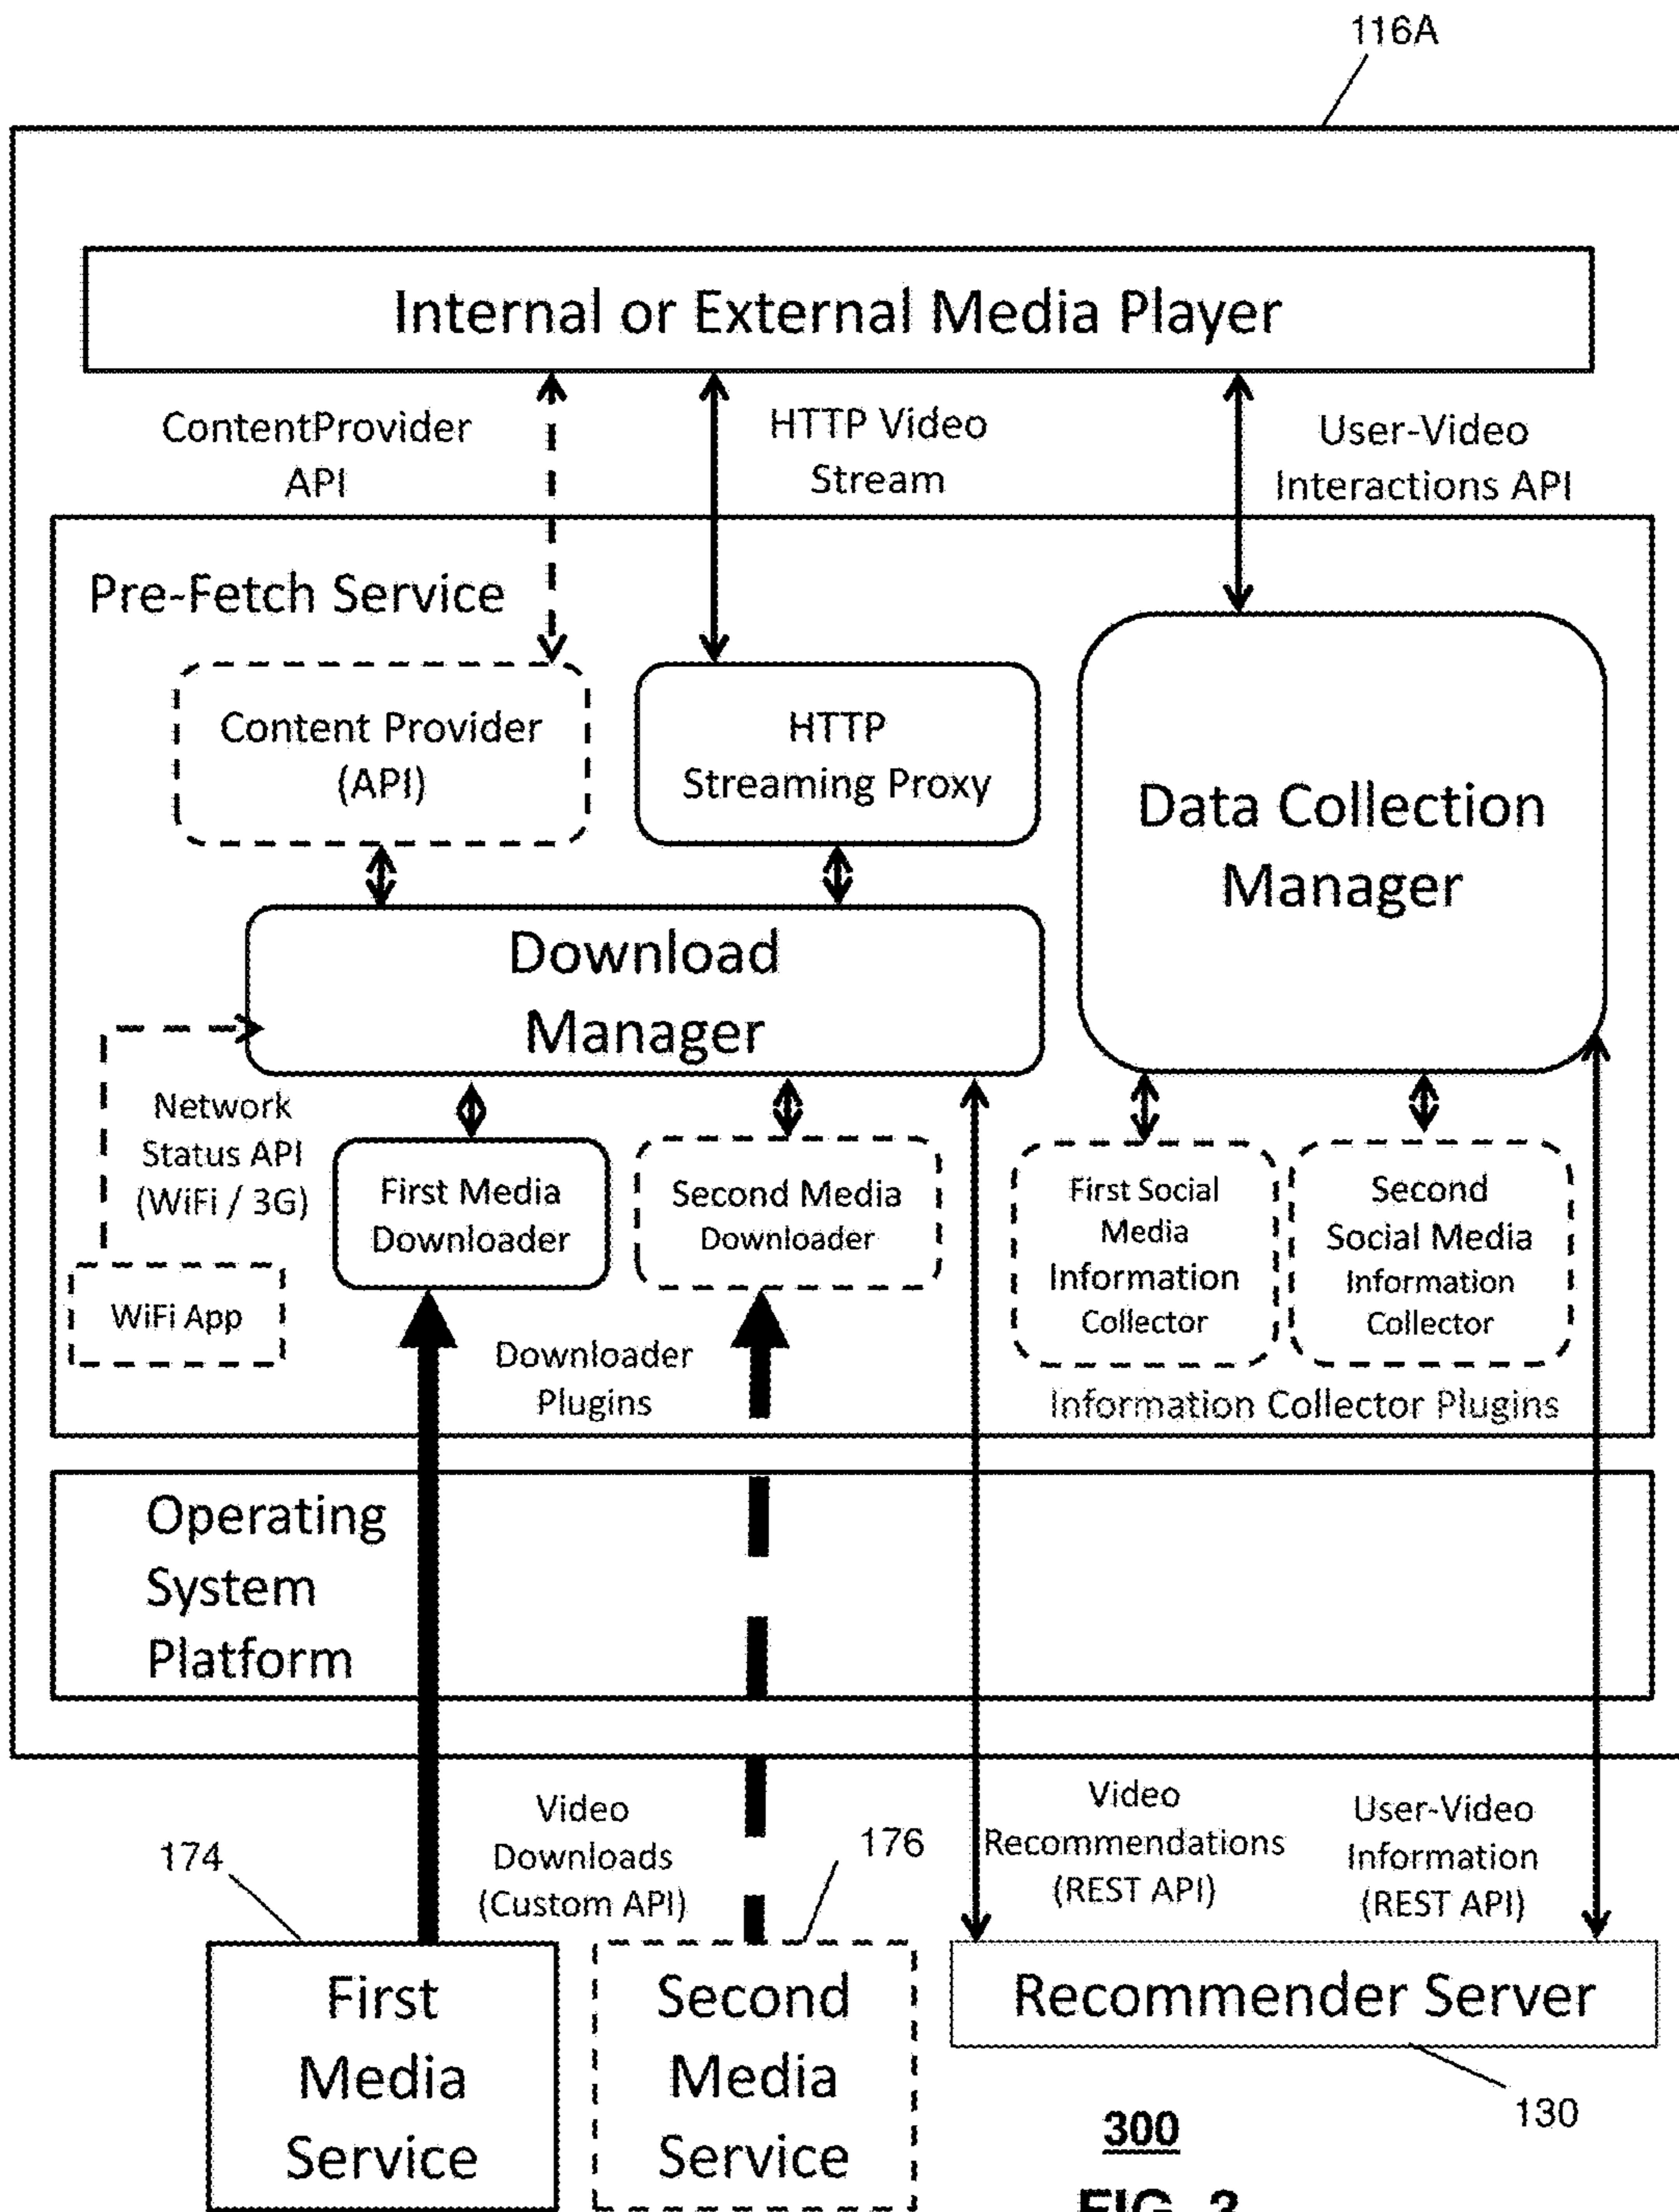 116A
Internal or External Media Player
ContentProvider
API
HTTP Video
Stream
User-Video
Interactions API
Pre-Fetch Service
Content Provider
(API)
HTTP
Streaming Proxy
Data Collection
Manager
Download
Manager
Network
Status API
(WiFi / 3G)
First Media
Downloader
Second Media
Downloader
First Social
Media
Information
Collector
Second
Social Media
Information
Collector
WiFi App
Downloader
Plugins
Information Collector Plugins
Operating
System
Platform
174
Video
Downloads
(Custom API)
176
Video
Recommendations
(REST API)
User-Video
Information
(REST API)
First
Media
Service
Second
Media
Service
Recommender Server
130
300
FIG. 3